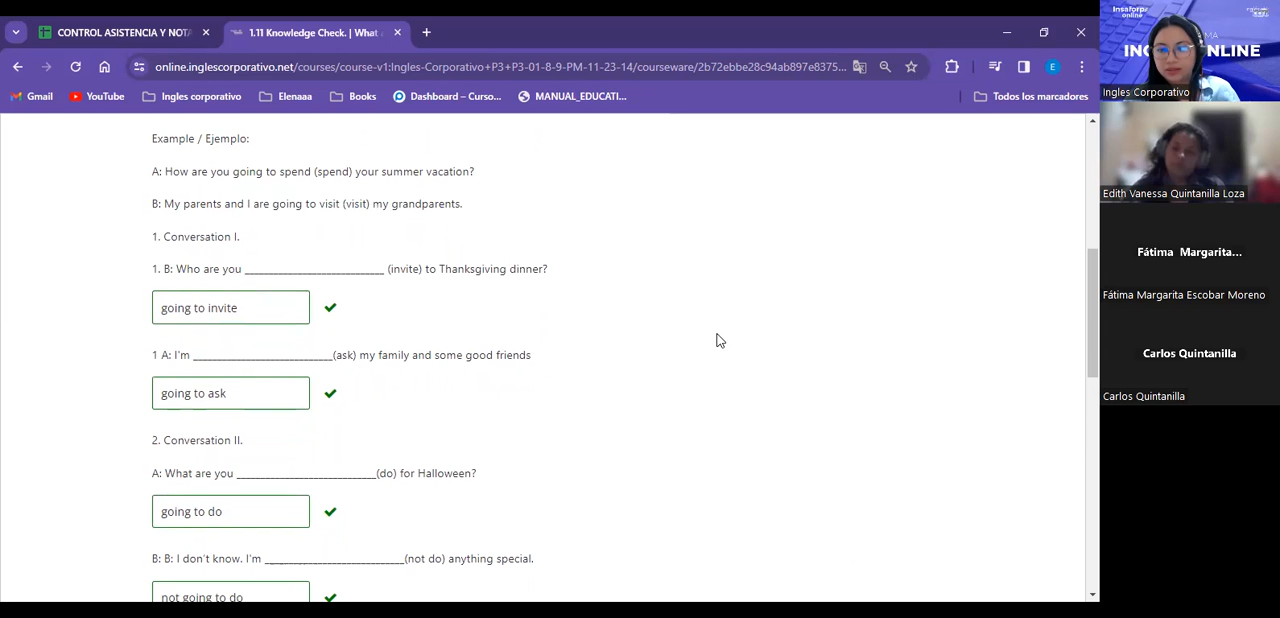 CONTROL ASISTENCIA Y NOTA
1.11 Knowledge Check. | What
online.inglescorporativo.net/courses/course-v1:Ingles-Corporativo+P3+P3-01-8-9-PM-11-23-14/courseware/2b72ebbe28c94ab897e8375...
E
Gmail
YouTube
Ingles corporativo
Elenaaa
Books
Dashboard – Curso...
MANUAL_EDUCATI...
Todos los marcadores
Example / Ejemplo:
A: How are you going to spend (spend) your summer vacation?
B: My parents and I are going to visit (visit) my grandparents.
1. Conversation I.
1. B: Who are you ____________________________ (invite) to Thanksgiving dinner?
going to invite
1 A: I'm ____________________________(ask) my family and some good friends
going to ask
2. Conversation II.
A: What are you ____________________________(do) for Halloween?
going to do
B: B: I don't know. I'm ____________________________(not do) anything special.
not going to do
Insaforp
online
Ingles Corporativo
Edith Vanessa Quintanilla Loza
Fátima Margarita...
Fátima Margarita Escobar Moreno
Carlos Quintanilla
Carlos Quintanilla